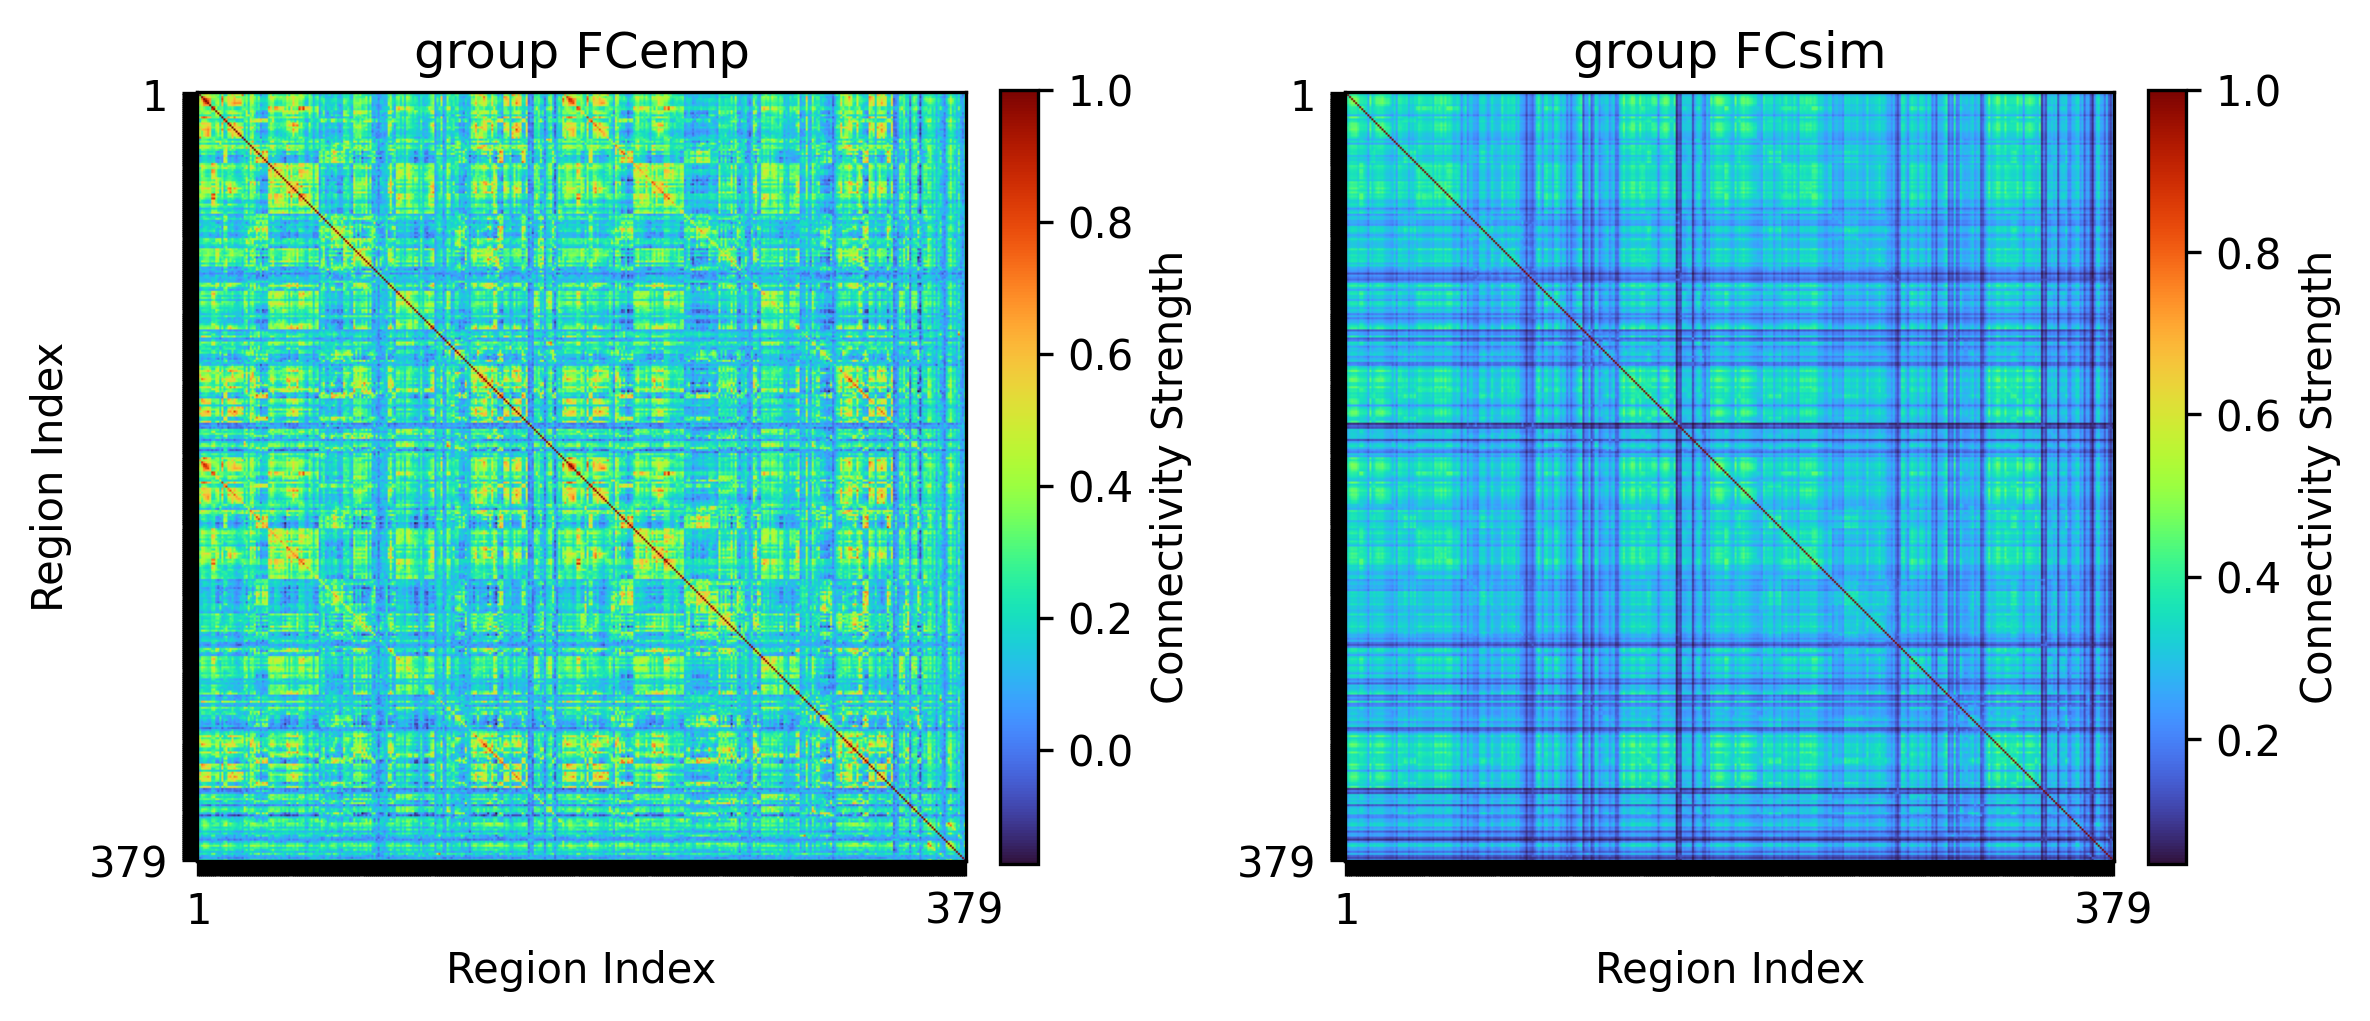 group FCemp
1
379
1
379
Region Index
Region Index
1.0
0.8
0.6
0.4
0.2
0.0
Connectivity Strength
group FCsim
1
379
1
379
Region Index
1.0
0.8
0.6
0.4
0.2
Connectivity Strength